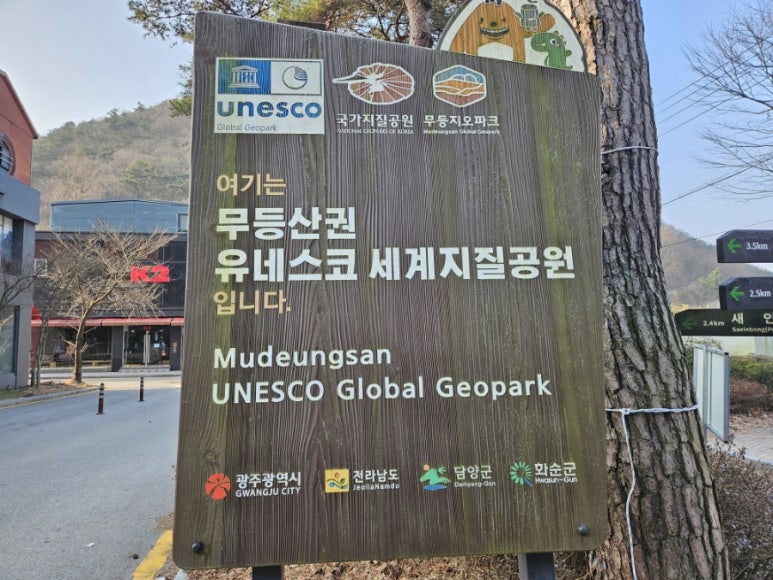 unesco
Global Geopark
국가지질공원
NATIONAL GEOPARKS OF KOREA
무등지오파크
Mudeungsan Global Geopark
여기는
무등산권
유네스코 세계지질공원
입니다.
Mudeungsan
UNESCO Global Geopark
광주광역시
GWANGJU CITY
전라남도
JeollaNamdo
담양군
Damyang-Gun
화순군
Hwasun-Gun
K2
3.5km
2.5km
2.4km 새 인